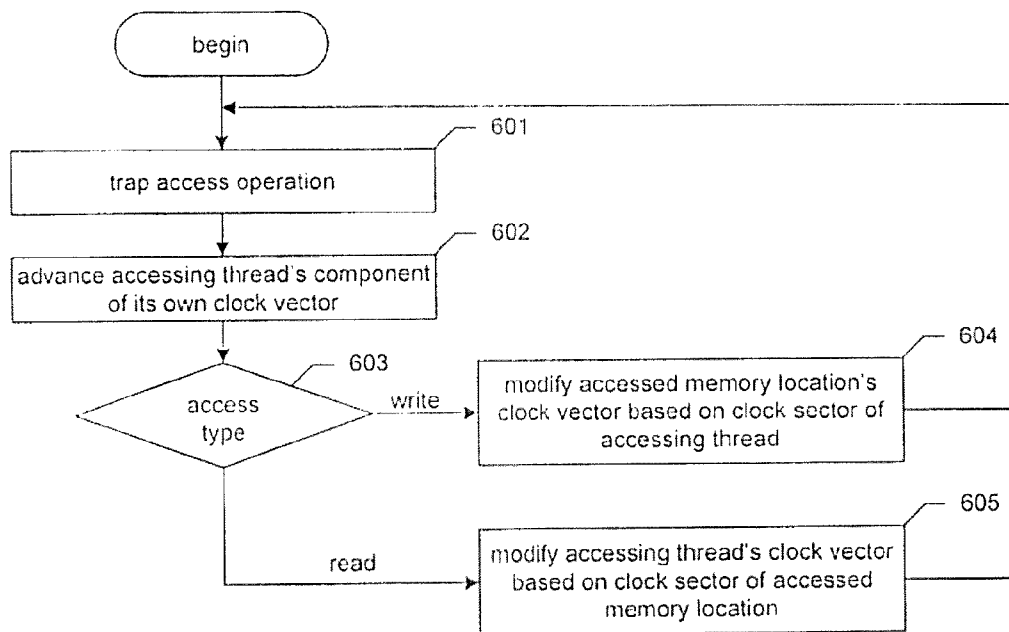 begin
601
trap access operation
602
advance accessing thread's component
of its own clock vector
603
access
type
write
604
modify accessed memory location's
clock vector based on clock sector of
accessing thread
605
read
modify accessing thread's clock vector
based on clock sector of accessed
memory location